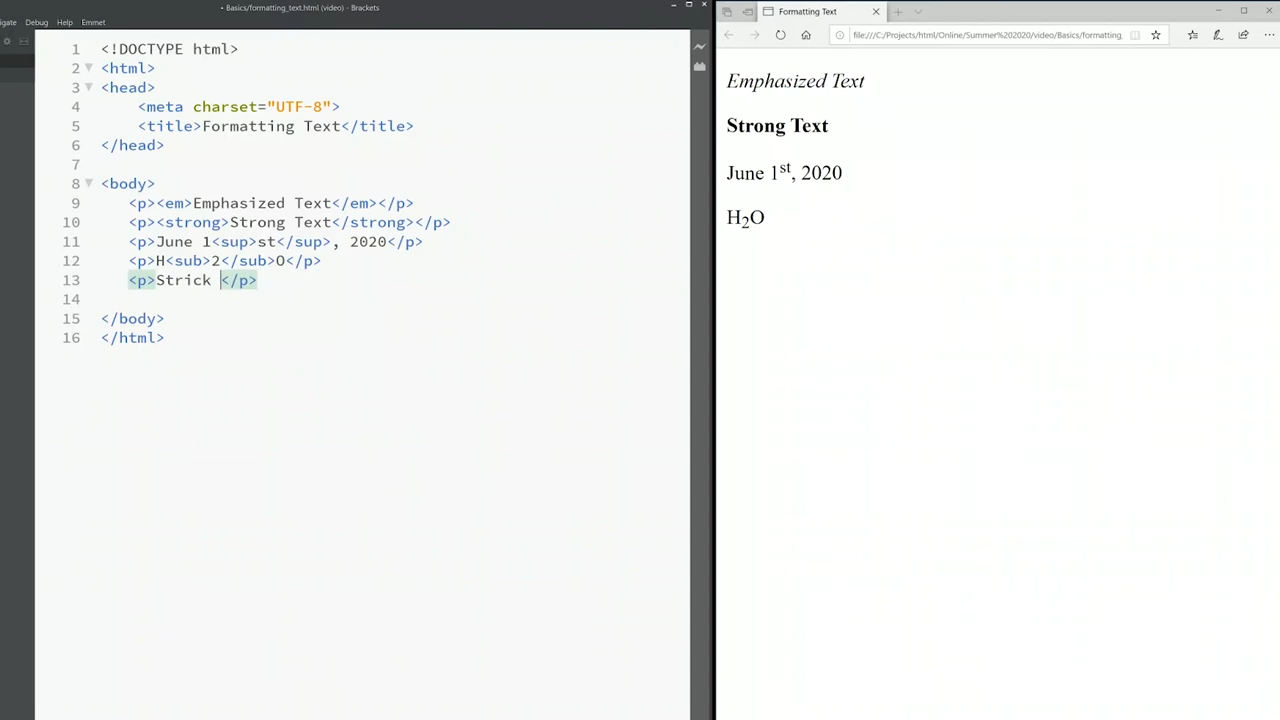 • Basics/formatting_text.html (video) - Brackets
igate Debug Help Emmet
1 <!DOCTYPE html>
2 <html>
3 <head>
4 <meta charset="UTF-8">
5 <title>Formatting Text</title>
6 </head>
7
8 <body>
9 <p><em>Emphasized Text</em></p>
10 <p><strong>Strong Text</strong></p>
11 <p>June 1<sup>st</sup>, 2020</p>
12 <p>H<sub>2</sub>O</p>
13 <p>Strick </p>
14
15 </body>
16 </html>
Formatting Text
file:///C:/Projects/html/Online/Summer%202020/video/Basics/formatting_
Emphasized Text
Strong Text
June 1st, 2020
H2O